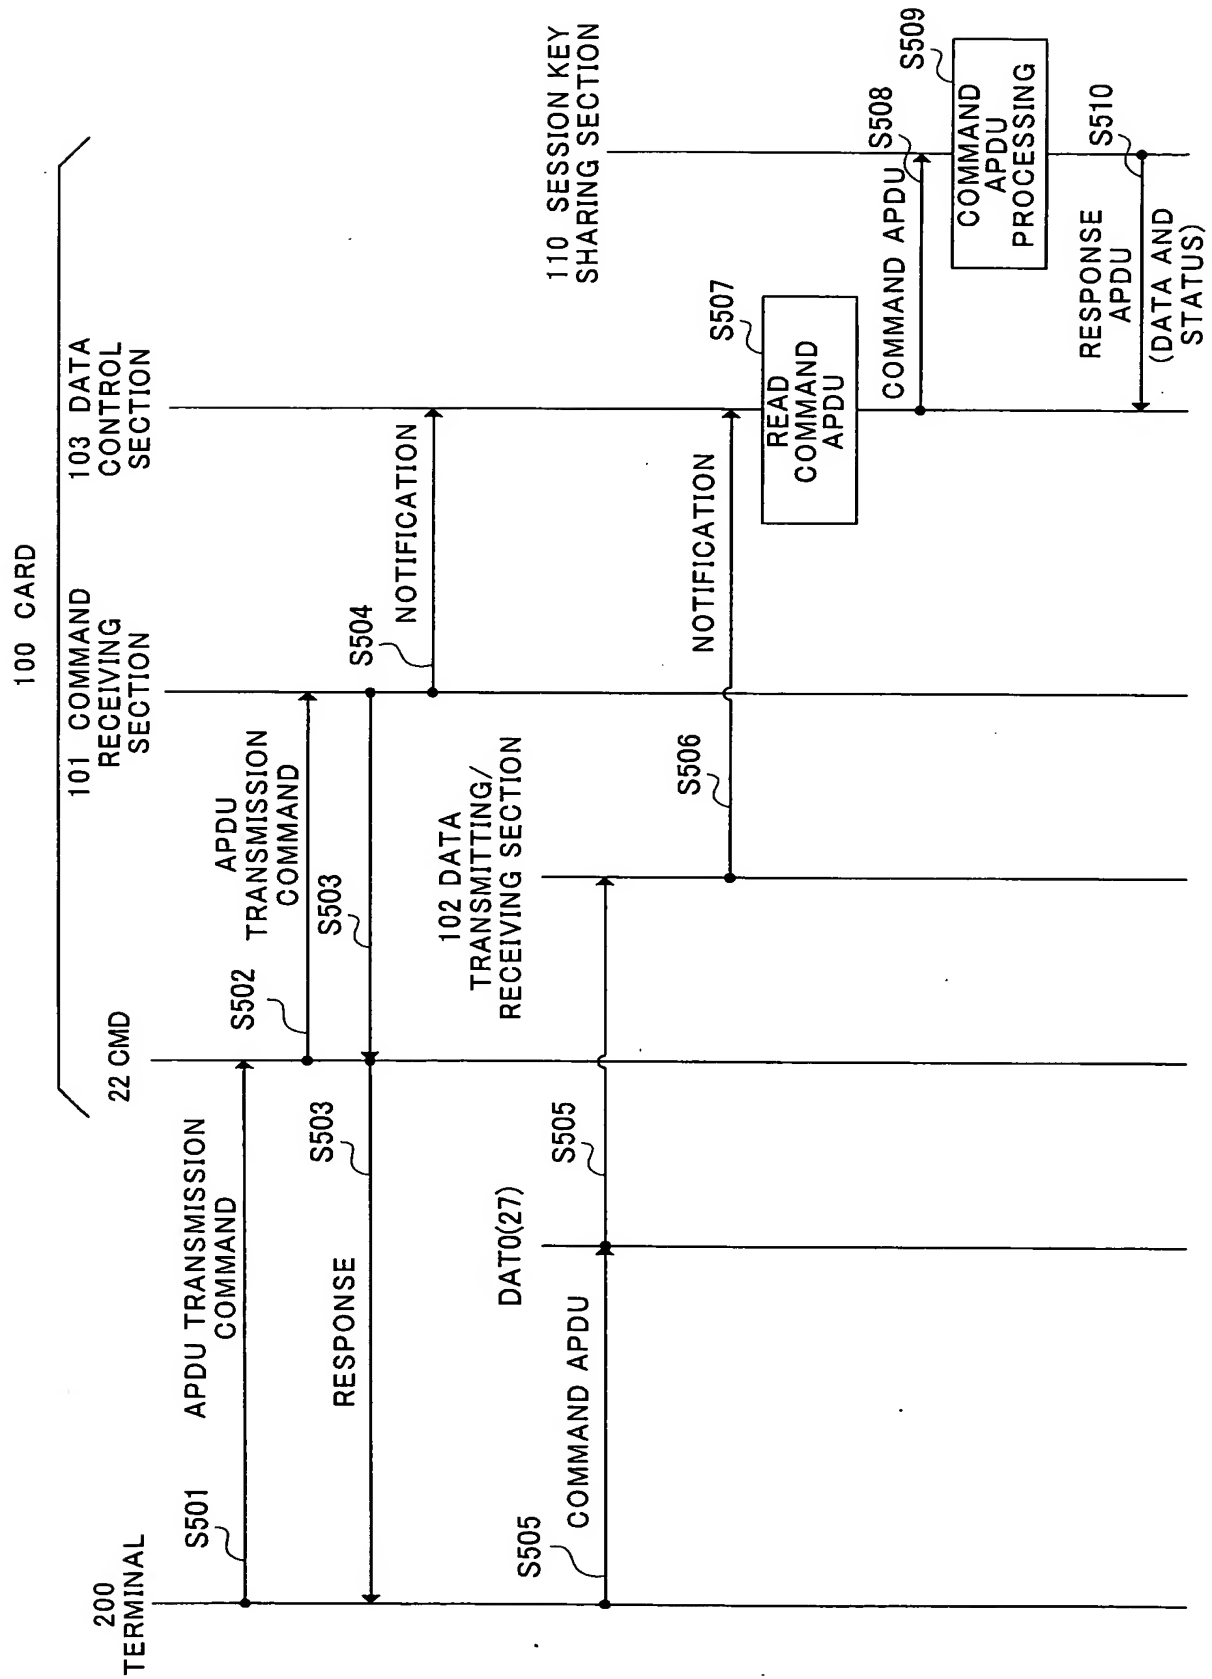 100 CARD
200
TERMINAL
22 CMD
101 COMMAND
RECEIVING
SECTION
103 DATA
CONTROL
SECTION
110 SESSION KEY
SHARING SECTION
S501
APDU TRANSMISSION
COMMAND
S502
APDU
TRANSMISSION
COMMAND
S503
RESPONSE
S503
S504
NOTIFICATION
DAT0(27)
102 DATA
TRANSMITTING/
RECEIVING SECTION
S505
COMMAND APDU
S505
S506
NOTIFICATION
S507
READ
COMMAND
APDU
COMMAND APDU
S508
S509
COMMAND
APDU
PROCESSING
S510
RESPONSE
APDU
(DATA AND
STATUS)